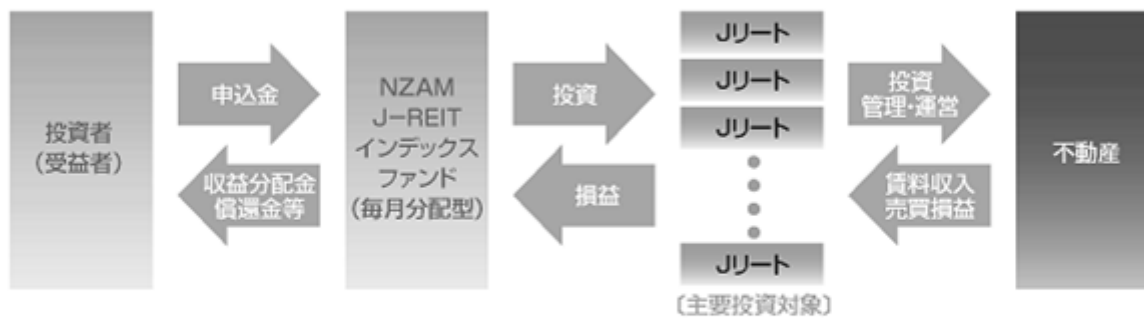 投資者
(受益者)
申込金
収益分配金
償還金等
NZAM
J-REIT
インデックス
ファンド
(毎月分配型)
投資
損益
Jリート
Jリート
Jリート
Jリート
〔主要投資対象〕
投資
管理・運営
賃料収入
売買損益
不動産